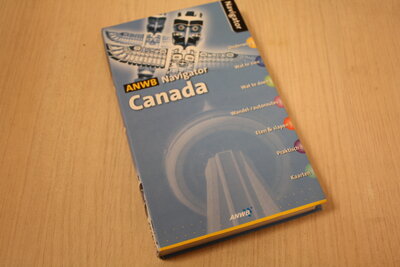 Navigator
ANWB Navigator
Canada
Wat te zien
Wat te doen
Wandel-/autoroutes
Eten & slapen
Praktisch
Kaarten
ANWB